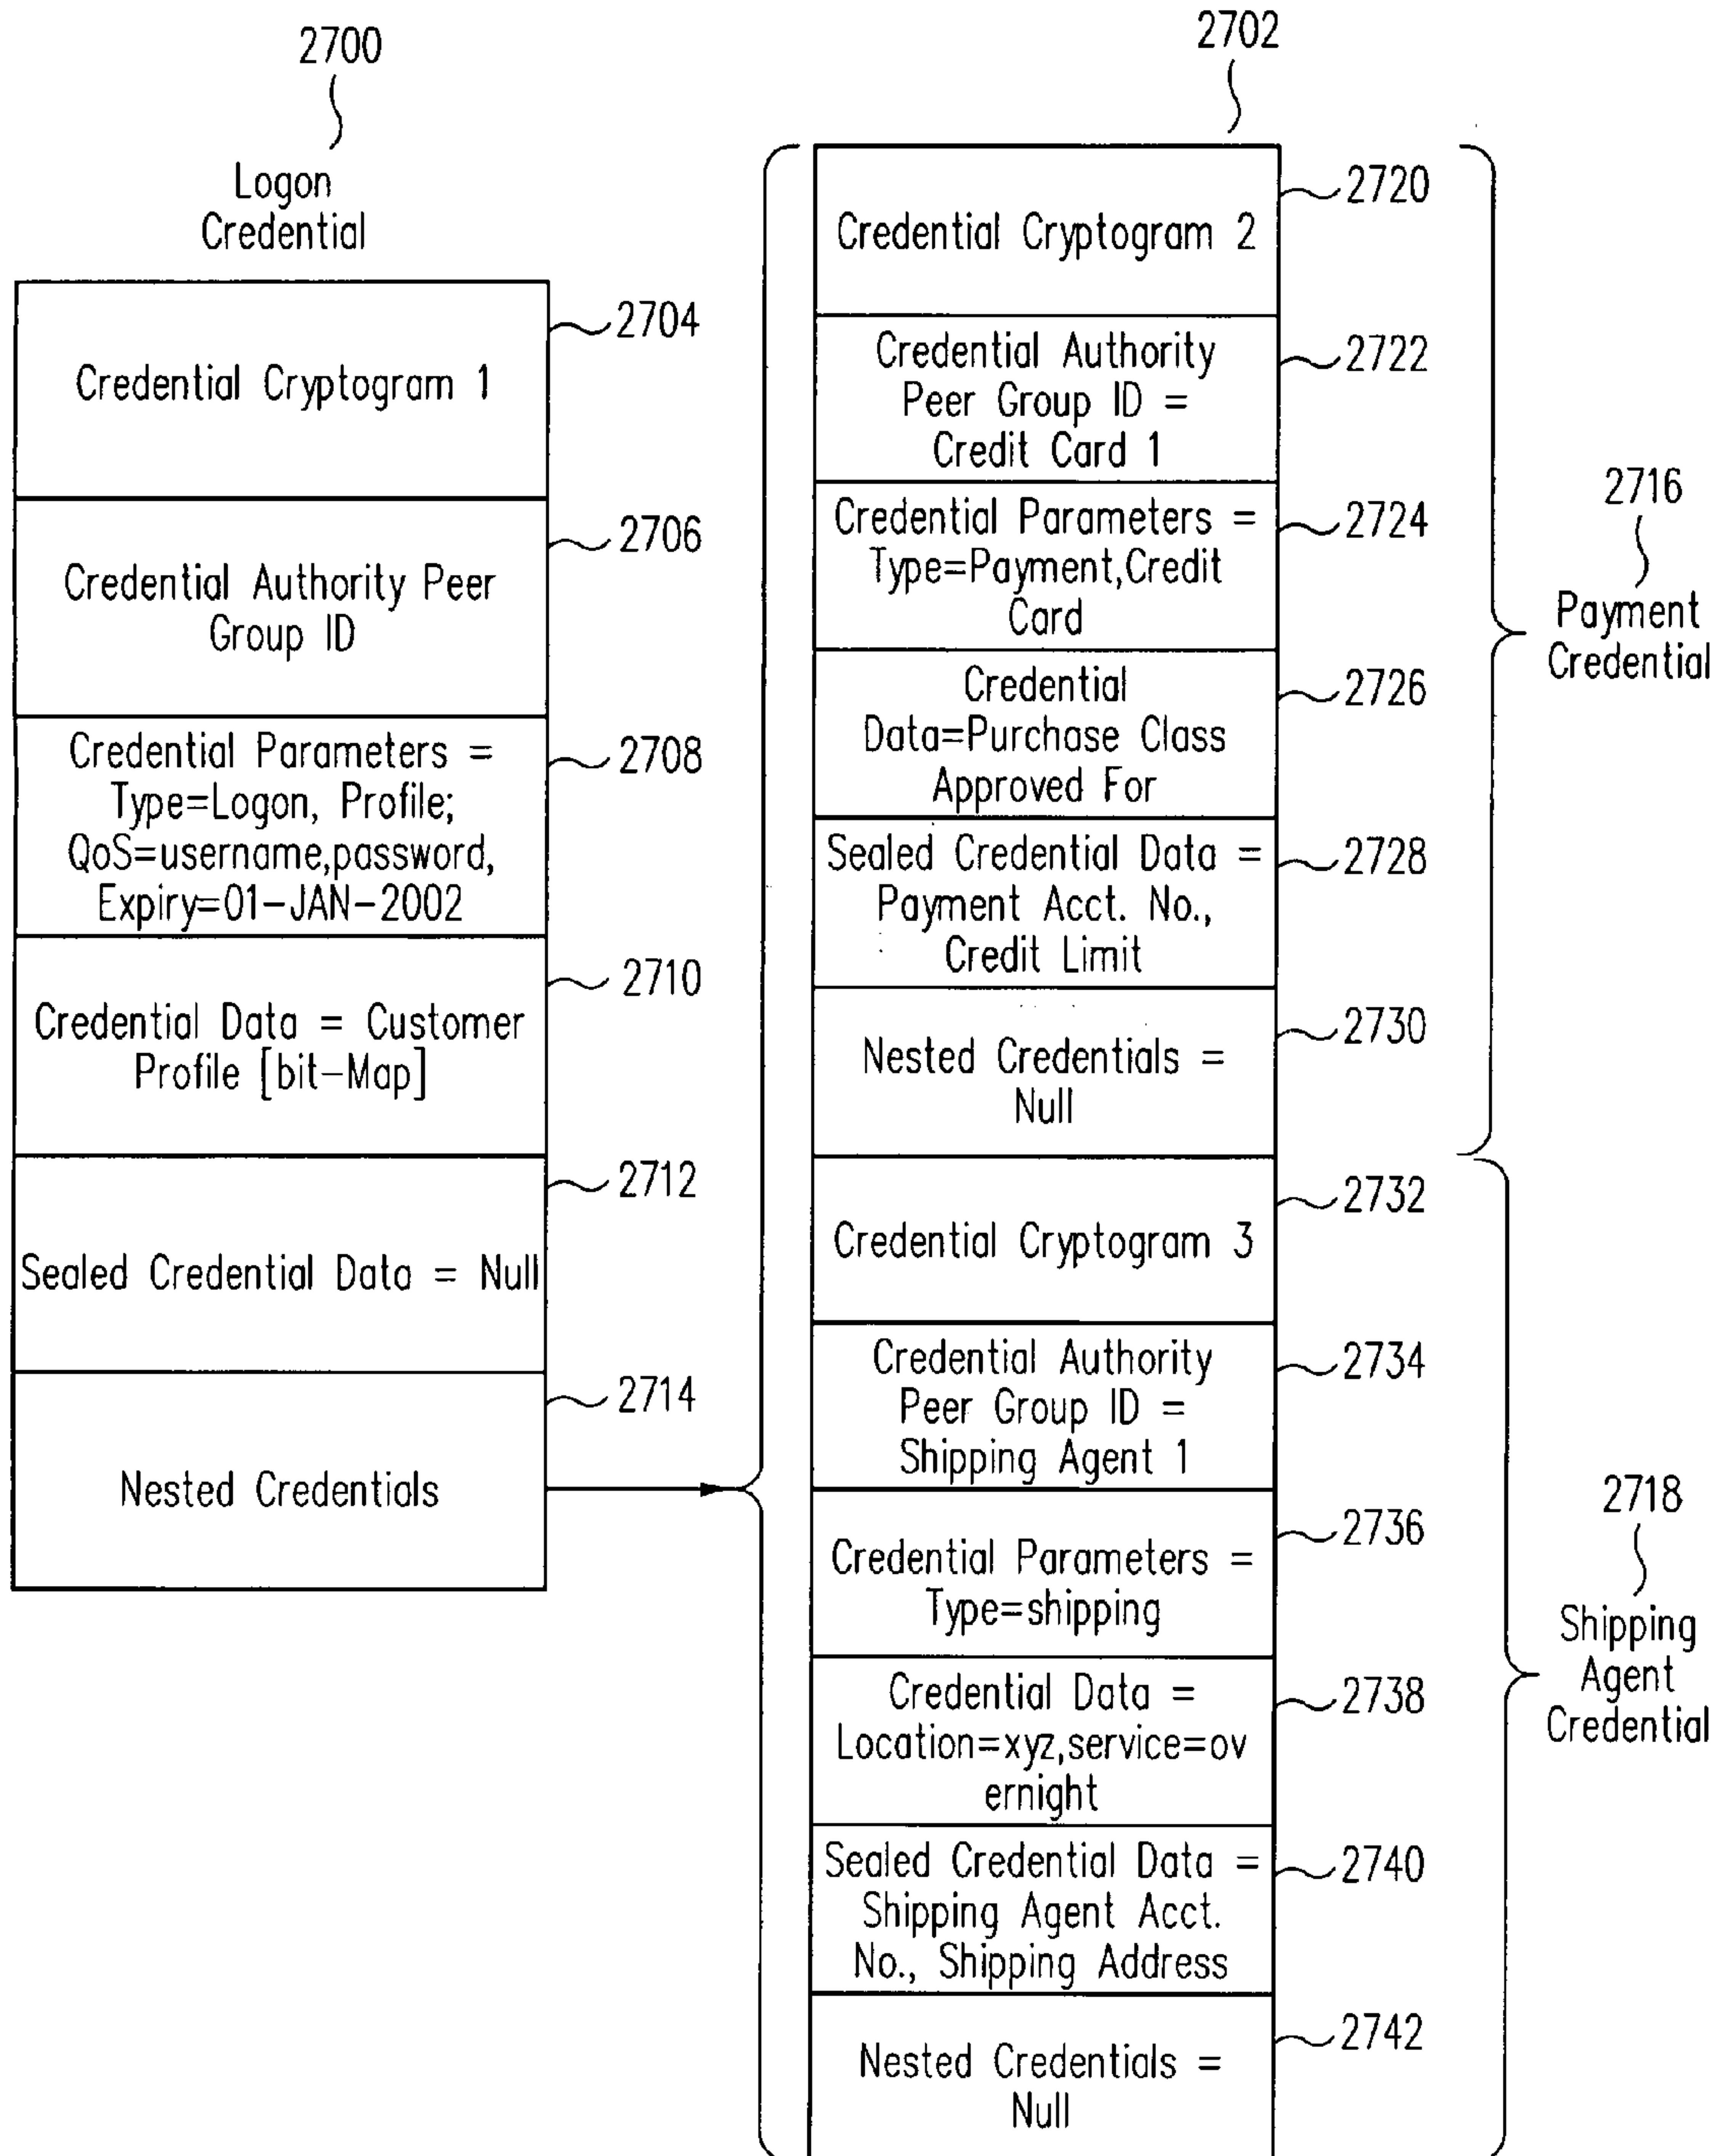 2700
Logon
Credential
Credential Cryptogram 1
2704
Credential Authority Peer
Group ID
2706
Credential Parameters =
Type=Logon, Profile;
QoS=username,password,
Expiry=01-JAN-2002
2708
Credential Data = Customer
Profile [bit-Map]
2710
Sealed Credential Data = Null
2712
Nested Credentials
2714
2702
Credential Cryptogram 2
2720
Credential Authority
Peer Group ID =
Credit Card 1
2722
Credential Parameters =
Type=Payment,Credit
Card
2724
Credential
Data=Purchase Class
Approved For
2726
Sealed Credential Data =
Payment Acct. No.,
Credit Limit
2728
Nested Credentials =
Null
2730
2716
Payment
Credential
Credential Cryptogram 3
2732
Credential Authority
Peer Group ID =
Shipping Agent 1
2734
Credential Parameters =
Type=shipping
2736
Credential Data =
Location=xyz,service=ov
ernight
2738
Sealed Credential Data =
Shipping Agent Acct.
No., Shipping Address
2740
Nested Credentials =
Null
2742
2718
Shipping
Agent
Credential